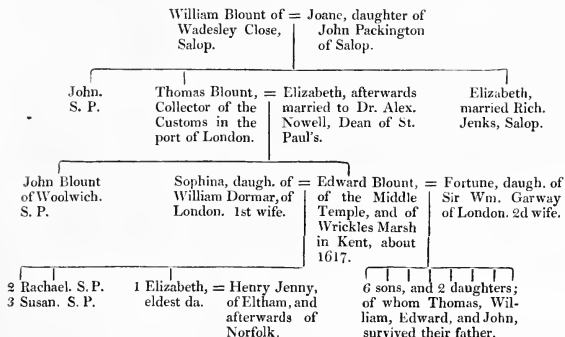 William Blount of = Joane, daughter of
Wadesley Close, John Packington
Salop. of Salop.
John.
S. P.
Thomas Blount, =
Collector of the
Customs in the
port of London.
Elizabeth, afterwards
married to Dr. Alex.
Nowell, Dean of St.
Paul's.
Elizabeth,
married Rich.
Jenks, Salop.
John Blount
of Woolwich.
S. P.
Sophina, daugh. of =
William Dormar, of
London. 1st wife.
Edward Blount, =
of the Middle
Temple, and of
Wrickles Marsh
in Kent, about
1617.
Fortune, daugh. of
Sir Wm. Garway
of London. 2d wife.
2 Rachael. S. P.
3 Susan. S. P.
1 Elizabeth, =
eldest da.
Henry Jenny,
of Eltham, and
afterwards of
Norfolk.
6 sons, and 2 daughters;
of whom Thomas, Wil-
liam, Edward, and John,
survived their father.